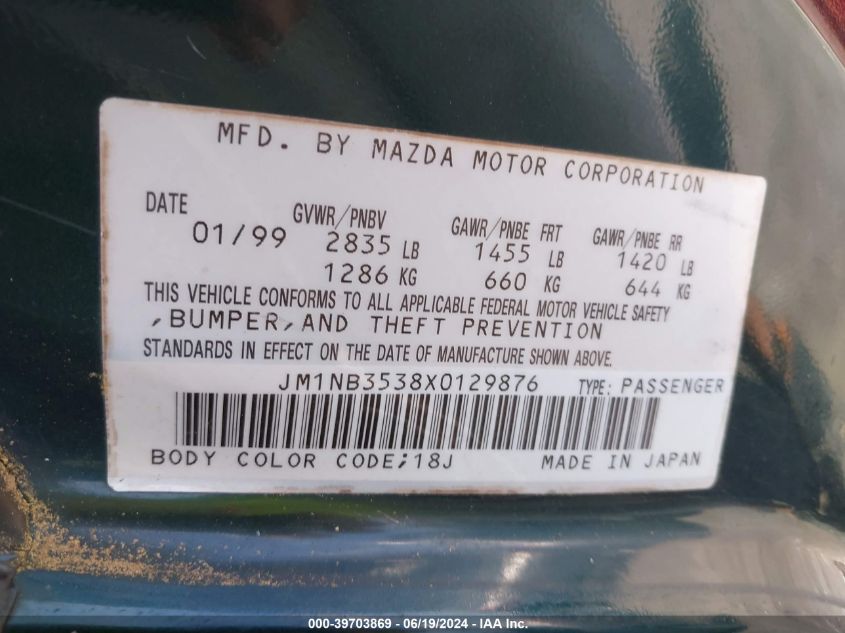 MFD. BY MAZDA MOTOR CORPORATION
DATE GVWR/PNBV GAWR/PNBE FRT GAWR/PNBE RR
01/99 2835 LB 1455 LB 1420 LB
1286 KG 660 KG 644 KG
THIS VEHICLE CONFORMS TO ALL APPLICABLE FEDERAL MOTOR VEHICLE SAFETY
,BUMPER,AND THEFT PREVENTION
STANDARDS IN EFFECT ON THE DATE OF MANUFACTURE SHOWN ABOVE.
JM1NB3538X0129876 TYPE: PASSENGER
BODY COLOR CODE;18J MADE IN JAPAN
000-39703869 - 06/19/2024 - IAA Inc.